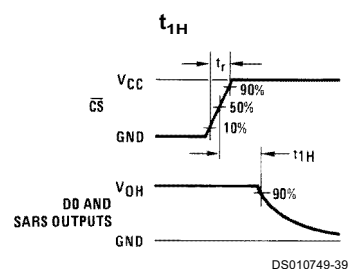 t1H
tr
VCC
90%
CS
50%
10%
GND
t1H
VOH
90%
DO AND
SARS OUTPUTS
GND
DS010749-39